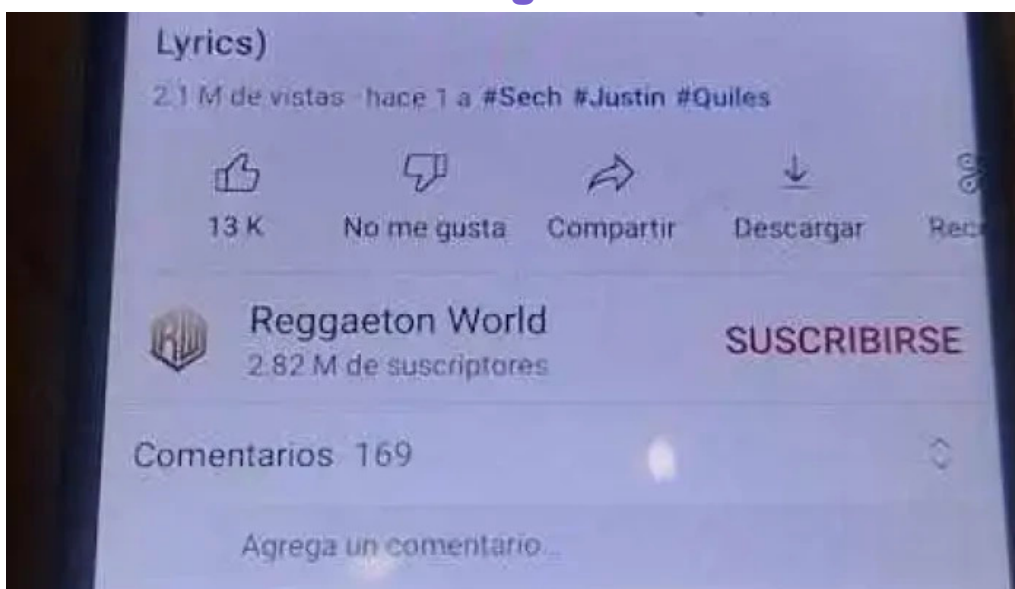 Lyrics)
2.1 M de vistas · hace 1 a #Sech #Justin #Quiles
13 K No me gusta Compartir Descargar
Reggaeton World
2.82 M de suscriptores
SUSCRIBIRSE
Comentarios 169
Agrega un comentario...